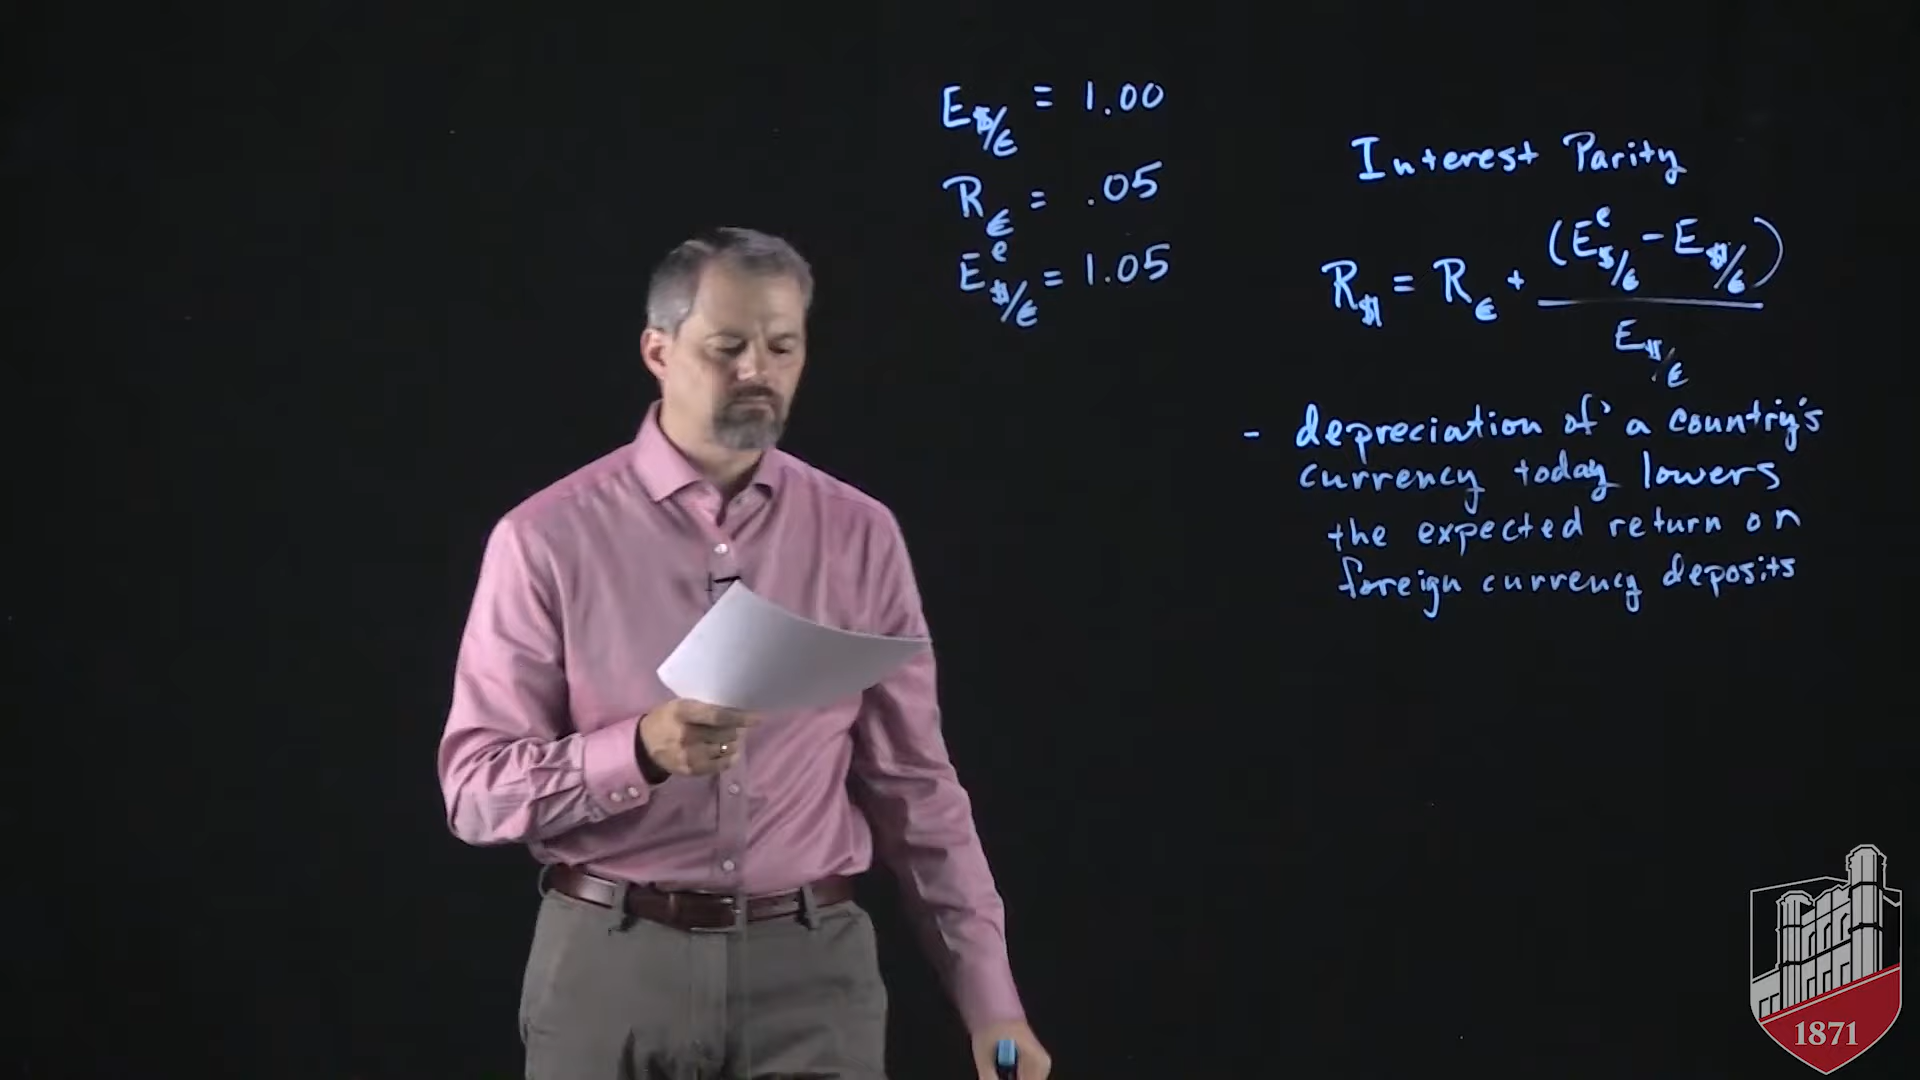 E$/€ = 1.00
R€ = .05
Eᵉ$/€ = 1.05
Interest Parity
R$ = R€ + (Eᵉ$/€ - E$/€)
E$/€
- depreciation of a country's
currency today lowers
the expected return on
foreign currency deposits
1871